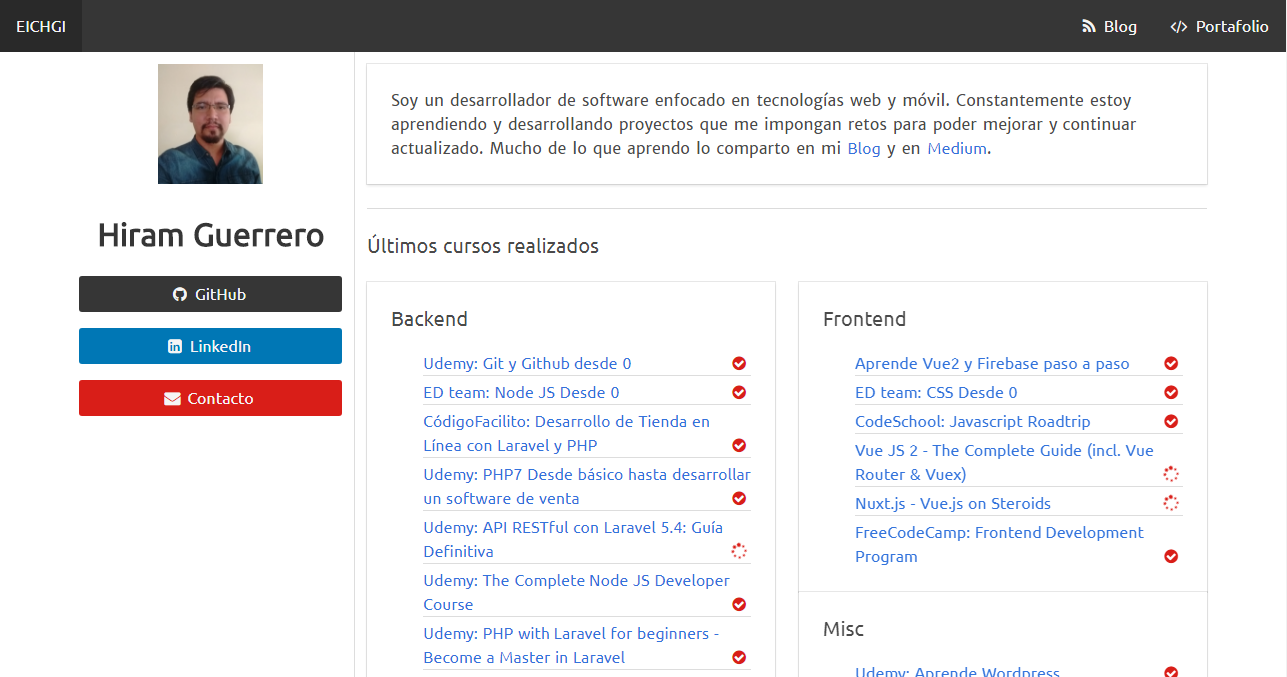 EICHGI
Blog
Portafolio
Hiram Guerrero
GitHub
LinkedIn
Contacto
Soy un desarrollador de software enfocado en tecnologías web y móvil. Constantemente estoy
aprendiendo y desarrollando proyectos que me impongan retos para poder mejorar y continuar
actualizado. Mucho de lo que aprendo lo comparto en mi Blog y en Medium.
Últimos cursos realizados
Backend
Udemy: Git y Github desde 0
ED team: Node JS Desde 0
CódigoFacilito: Desarrollo de Tienda en
Línea con Laravel y PHP
Udemy: PHP7 Desde básico hasta desarrollar
un software de venta
Udemy: API RESTful con Laravel 5.4: Guía
Definitiva
Udemy: The Complete Node JS Developer
Course
Udemy: PHP with Laravel for beginners -
Become a Master in Laravel
Frontend
Aprende Vue2 y Firebase paso a paso
ED team: CSS Desde 0
CodeSchool: Javascript Roadtrip
Vue JS 2 - The Complete Guide (incl. Vue
Router & Vuex)
Nuxt.js - Vue.js on Steroids
FreeCodeCamp: Frontend Development
Program
Misc
Udemy: Aprende Wordpress